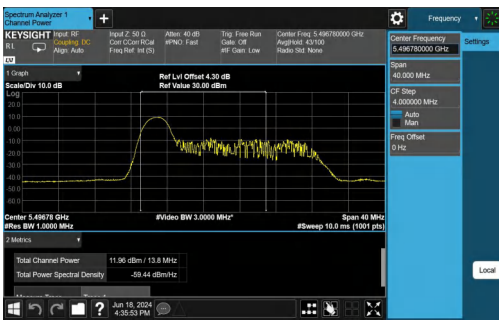 Spectrum Analyzer 1
Channel Power
Frequency
KEYSIGHT
RL
Input: RF
Coupling: DC
Align: Auto
Input Z: 50 Ω
Corr CCorr RCal
Freq Ref: Int (S)
Atten: 40 dB
#PNO: Fast
Trig: Free Run
Gate: Off
#IF Gain: Low
Center Freq: 5.496780000 GHz
Avg|Hold: 43/100
Radio Std: None
Center Frequency
5.496780000 GHz
Settings
Span
40.000 MHz
CF Step
4.000000 MHz
Auto
Man
Freq Offset
0 Hz
Local
1 Graph
Scale/Div 10.0 dB
Ref Lvl Offset 4.30 dB
Ref Value 30.00 dBm
Log
20.0
10.0
0.00
-10.0
-20.0
-30.0
-40.0
-50.0
-60.0
Center 5.49678 GHz
#Video BW 3.0000 MHz*
Span 40 MHz
#Res BW 1.0000 MHz
#Sweep 10.0 ms (1001 pts)
2 Metrics
Total Channel Power
11.96 dBm / 13.8 MHz
Total Power Spectral Density
-59.44 dBm/Hz
?
Jun 18, 2024
4:35:53 PM